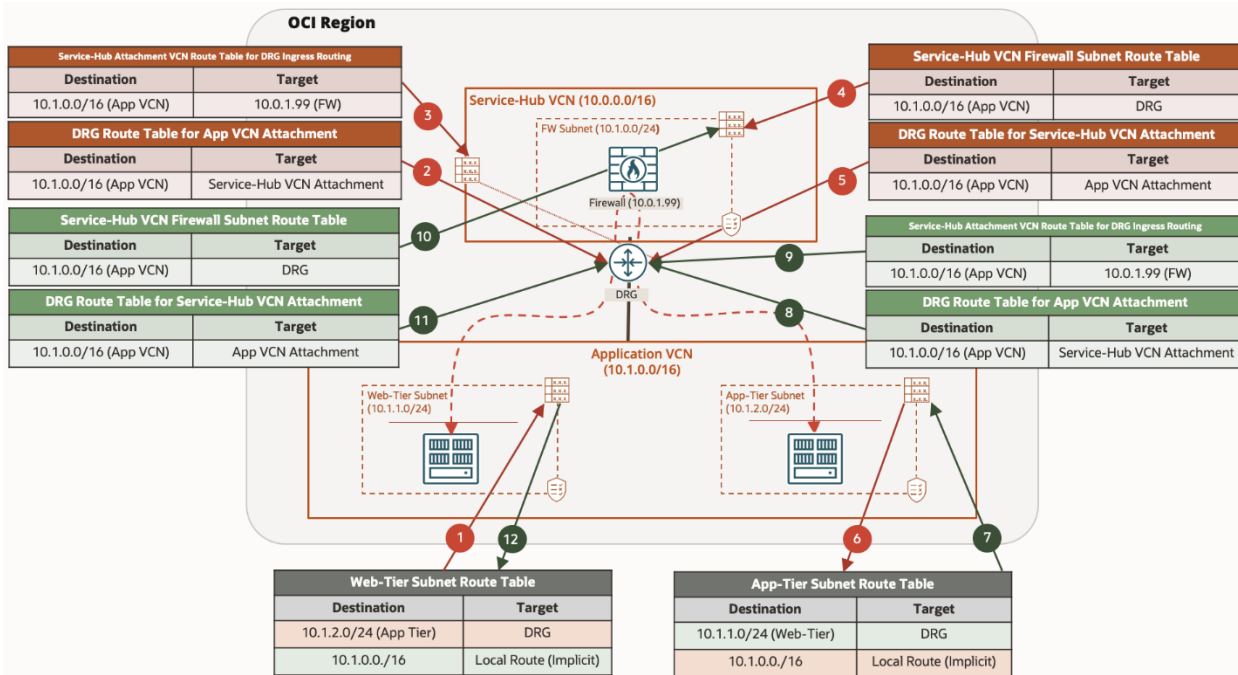 OCI Region
Service-Hub Attachment VCN Route Table for DRG Ingress Routing
Destination Target
10.1.0.0/16 (App VCN) 10.0.1.99 (FW)
DRG Route Table for App VCN Attachment
Destination Target
10.1.0.0/16 (App VCN) Service-Hub VCN Attachment
Service-Hub VCN Firewall Subnet Route Table
Destination Target
10.1.0.0/16 (App VCN) DRG
DRG Route Table for Service-Hub VCN Attachment
Destination Target
10.1.0.0/16 (App VCN) App VCN Attachment
3
2
10
11
Service-Hub VCN (10.0.0.0/16)
FW Subnet (10.1.0.0/24)
Firewall (10.0.1.99)
DRG
4
5
9
8
Service-Hub VCN Firewall Subnet Route Table
Destination Target
10.1.0.0/16 (App VCN) DRG
DRG Route Table for Service-Hub VCN Attachment
Destination Target
10.1.0.0/16 (App VCN) App VCN Attachment
Service-Hub Attachment VCN Route Table for DRG Ingress Routing
Destination Target
10.1.0.0/16 (App VCN) 10.0.1.99 (FW)
DRG Route Table for App VCN Attachment
Destination Target
10.1.0.0/16 (App VCN) Service-Hub VCN Attachment
Application VCN
(10.1.0.0/16)
Web-Tier Subnet
(10.1.1.0/24)
App-Tier Subnet
(10.1.2.0/24)
1
12
6
7
Web-Tier Subnet Route Table
Destination Target
10.1.2.0/24 (App Tier) DRG
10.1.0.0./16 Local Route (Implicit)
App-Tier Subnet Route Table
Destination Target
10.1.1.0/24 (Web-Tier) DRG
10.1.0.0./16 Local Route (Implicit)